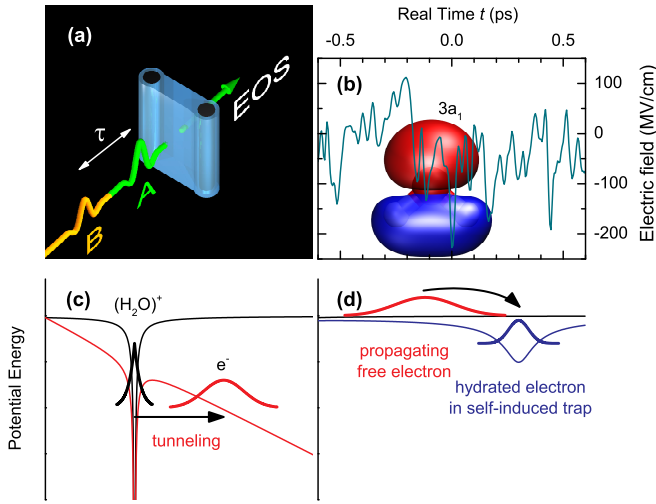 Real Time t (ps)
-0.5 0.0 0.5
(a)
EOS
τ
A
B
(b)
3a₁
100
0
-100
-200
Electric field (MV/cm)
(c)
(H₂O)⁺
e⁻
tunneling
Potential Energy
(d)
propagating
free electron
hydrated electron
in self-induced trap